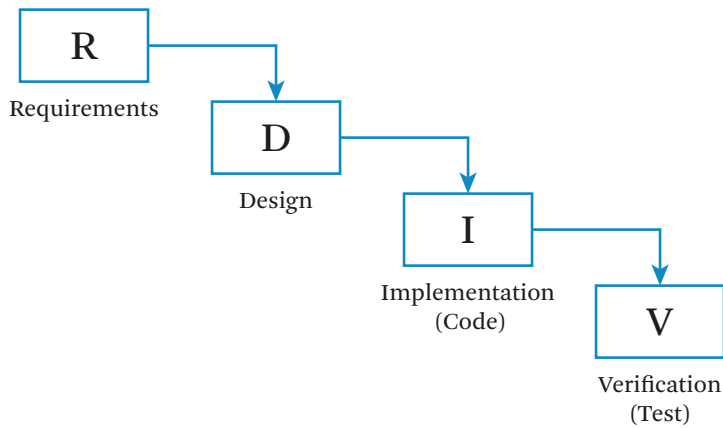 R
Requirements
D
Design
I
Implementation
(Code)
V
Verification
(Test)